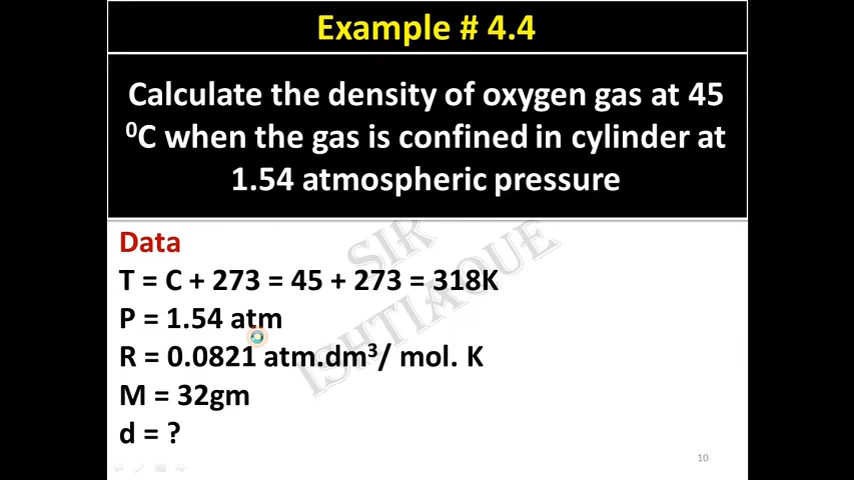 Example # 4.4
Calculate the density of oxygen gas at 45
⁰C when the gas is confined in cylinder at
1.54 atmospheric pressure
Data
T = C + 273 = 45 + 273 = 318K
P = 1.54 atm
R = 0.0821 atm.dm³/ mol. K
M = 32gm
d = ?
SIR
ISHTIAQUE
10